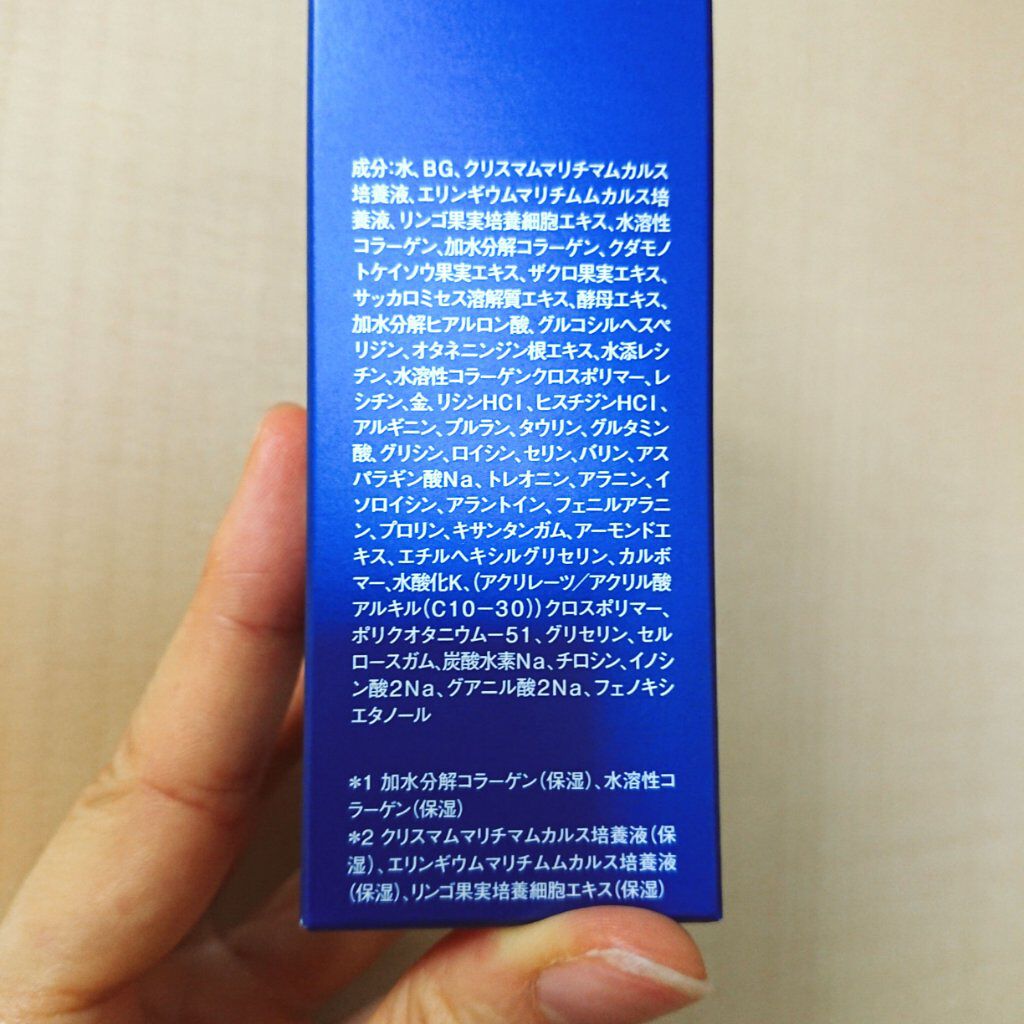 成分:水、BG、クリスマムマリチマムカルス
培養液、エリンギウムマリチムムカルス培
養液、リンゴ果実培養細胞エキス、水溶性
コラーゲン、加水分解コラーゲン、クダモノ
トケイソウ果実エキス、ザクロ果実エキス、
サッカロミセス溶解質エキス、酵母エキス、
加水分解ヒアルロン酸、グルコシルヘスペ
リジン、オタネニンジン根エキス、水添レシ
チン、水溶性コラーゲンクロスポリマー、レ
シチン、金、リシンHCl、ヒスチジンHCl、
アルギニン、プルラン、タウリン、グルタミン
酸、グリシン、ロイシン、セリン、バリン、アス
パラギン酸Na、トレオニン、アラニン、イ
ソロイシン、アラントイン、フェニルアラニ
ン、プロリン、キサンタンガム、アーモンドエ
キス、エチルヘキシルグリセリン、カルボ
マー、水酸化K、(アクリレーツ/アクリル酸
アルキル(C10-30))クロスポリマー、
ポリクオタニウム-51、グリセリン、セル
ロースガム、炭酸水素Na、チロシン、イノシ
ン酸2Na、グアニル酸2Na、フェノキシ
エタノール
*1 加水分解コラーゲン(保湿)、水溶性コ
ラーゲン(保湿)
*2 クリスマムマリチマムカルス培養液(保
湿)、エリンギウムマリチムムカルス培養液
(保湿)、リンゴ果実培養細胞エキス(保湿)